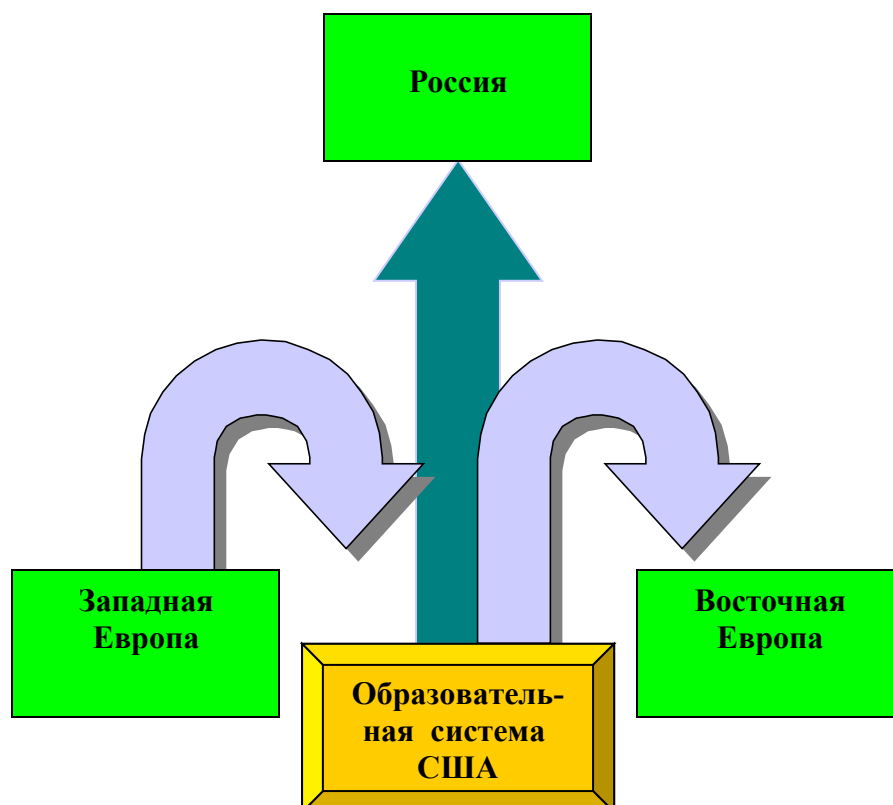 Россия
Западная
Европа
Восточная
Европа
Образователь-
ная система
США